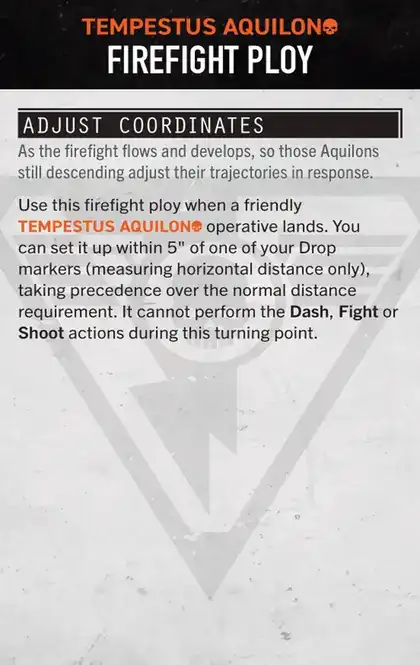 TEMPESTUS AQUILON
FIREFIGHT PLOY
ADJUST COORDINATES
As the firefight flows and develops, so those Aquilons
still descending adjust their trajectories in response.
Use this firefight ploy when a friendly
TEMPESTUS AQUILON operative lands. You
can set it up within 5" of one of your Drop
markers (measuring horizontal distance only),
taking precedence over the normal distance
requirement. It cannot perform the Dash, Fight or
Shoot actions during this turning point.